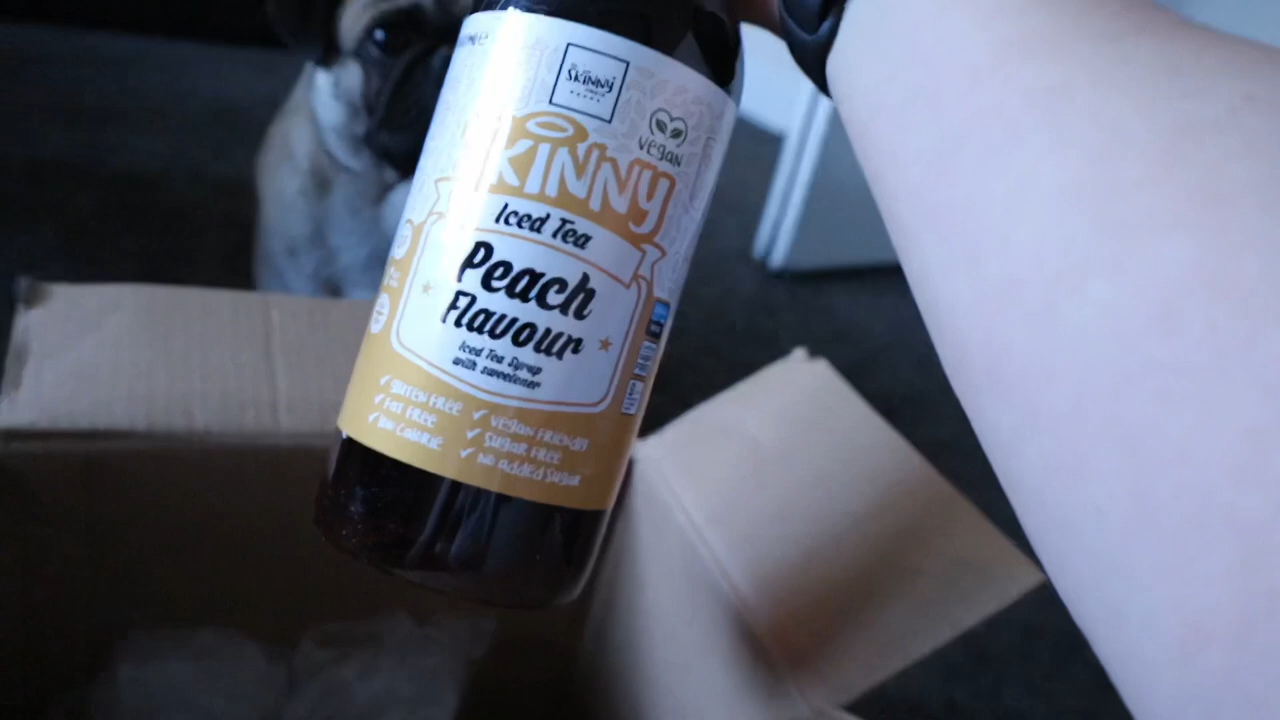 SKINNY
vegan
KINNY
Iced Tea
Peach
Flavour
Iced Tea Syrup
with sweetener
✓ gluten free
✓ fat free
✓ low calorie
✓ vegan friendly
✓ sugar free
✓ no added sugar